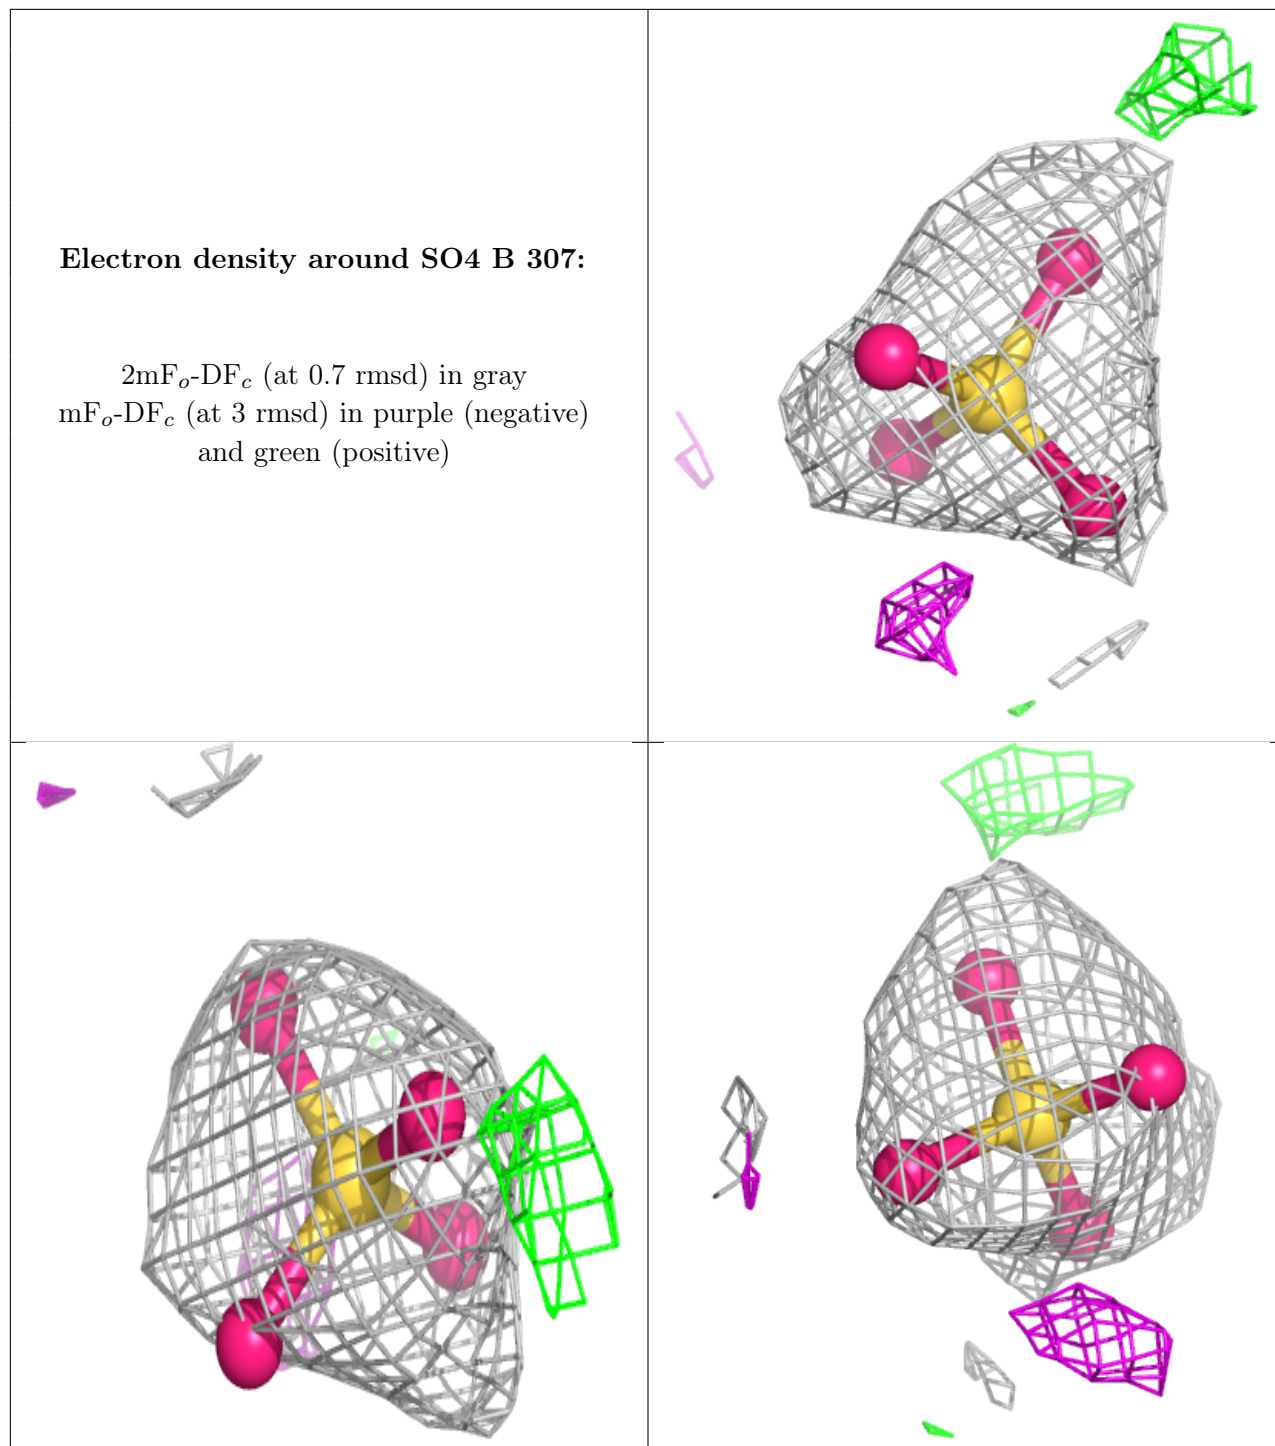 Electron density around SO4 B 307:
2mFo-DFc (at 0.7 rmsd) in gray
mFo-DFc (at 3 rmsd) in purple (negative)
and green (positive)